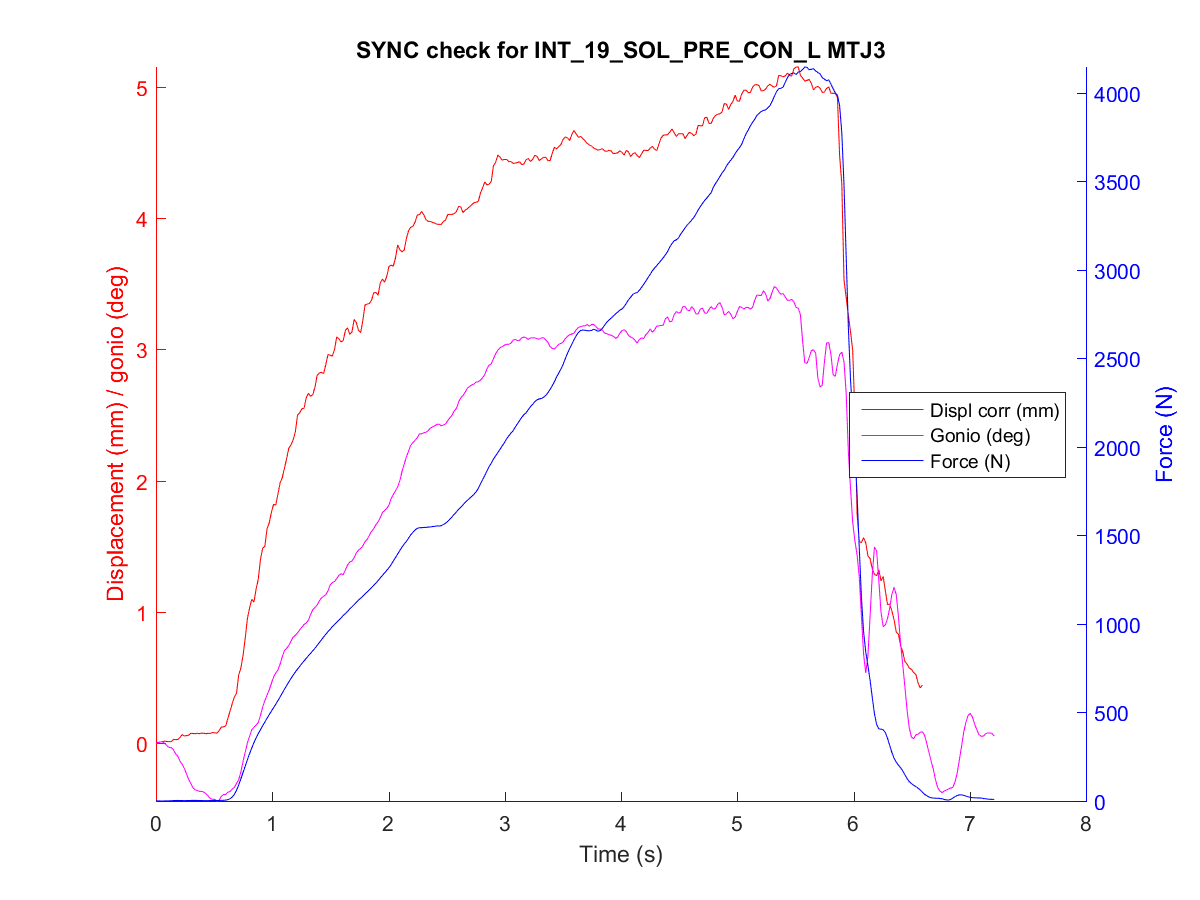 SYNC check for INT_19_SOL_PRE_CON_L MTJ3
Displacement (mm) / gonio (deg)
5
4
3
2
1
0
4000
3500
3000
2500
2000
1500
1000
500
0
Force (N)
Displ corr (mm)
Gonio (deg)
Force (N)
0 1 2 3 4 5 6 7 8
Time (s)